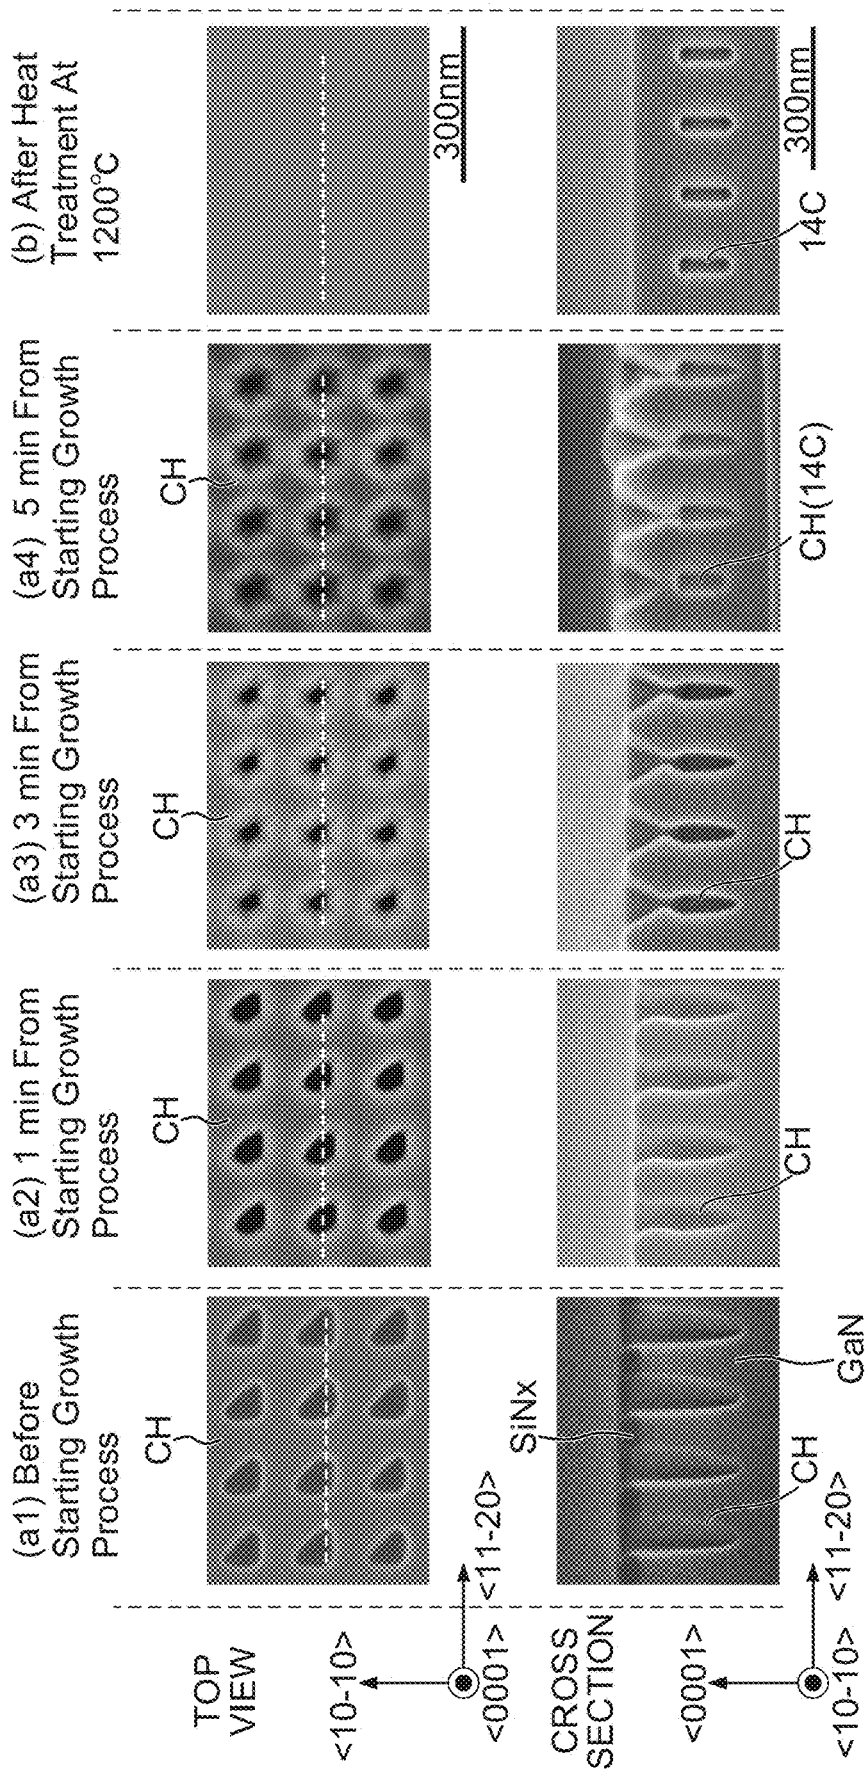 (a1) Before
Starting Growth
Process
(a2) 1 min From
Starting Growth
Process
(a3) 3 min From
Starting Growth
Process
(a4) 5 min From
Starting Growth
Process
(b) After Heat
Treatment At
1200°C
TOP
VIEW
CH
CH
CH
CH
<10-10>
<0001>
<11-20>
300nm
CROSS
SECTION
SiNx
<0001>
<10-10>
<11-20>
CH
GaN
CH
CH
CH(14C)
14C
300nm